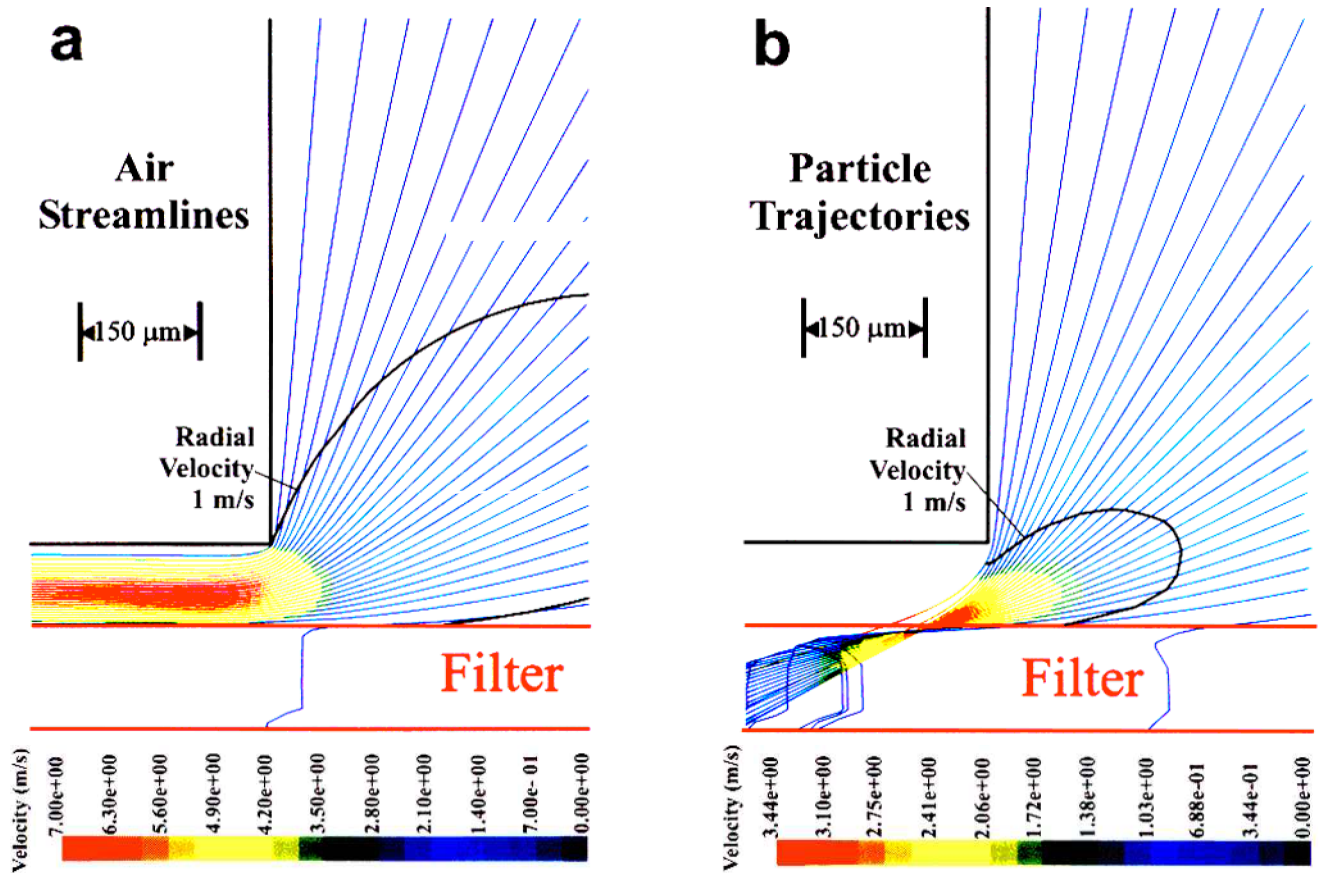 a
Air
Streamlines
150 μm
Radial
Velocity
1 m/s
Filter
Velocity (m/s)
7.00e+00
6.30e+00
5.60e+00
4.90e+00
4.20e+00
3.50e+00
2.80e+00
2.10e+00
1.40e+00
7.00e-01
0.00e+00
b
Particle
Trajectories
150 μm
Radial
Velocity
1 m/s
Filter
Velocity (m/s)
3.44e+00
3.10e+00
2.75e+00
2.41e+00
2.06e+00
1.72e+00
1.38e+00
1.03e+00
6.88e-01
3.44e-01
0.00e+00